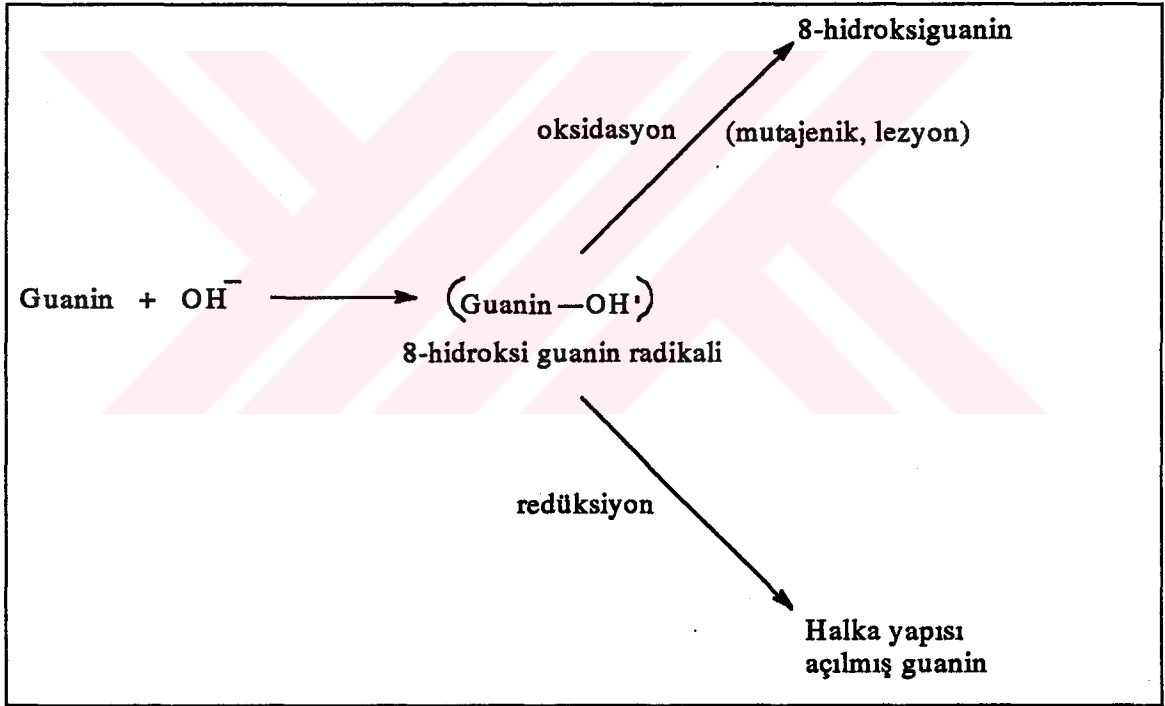 8-hidroksiguanin
oksidasyon (mutajenik, lezyon)
Guanin + OH⁻ (Guanin—OH·)
8-hidroksi guanin radikali
redüksiyon
Halka yapısı
açılmış guanin